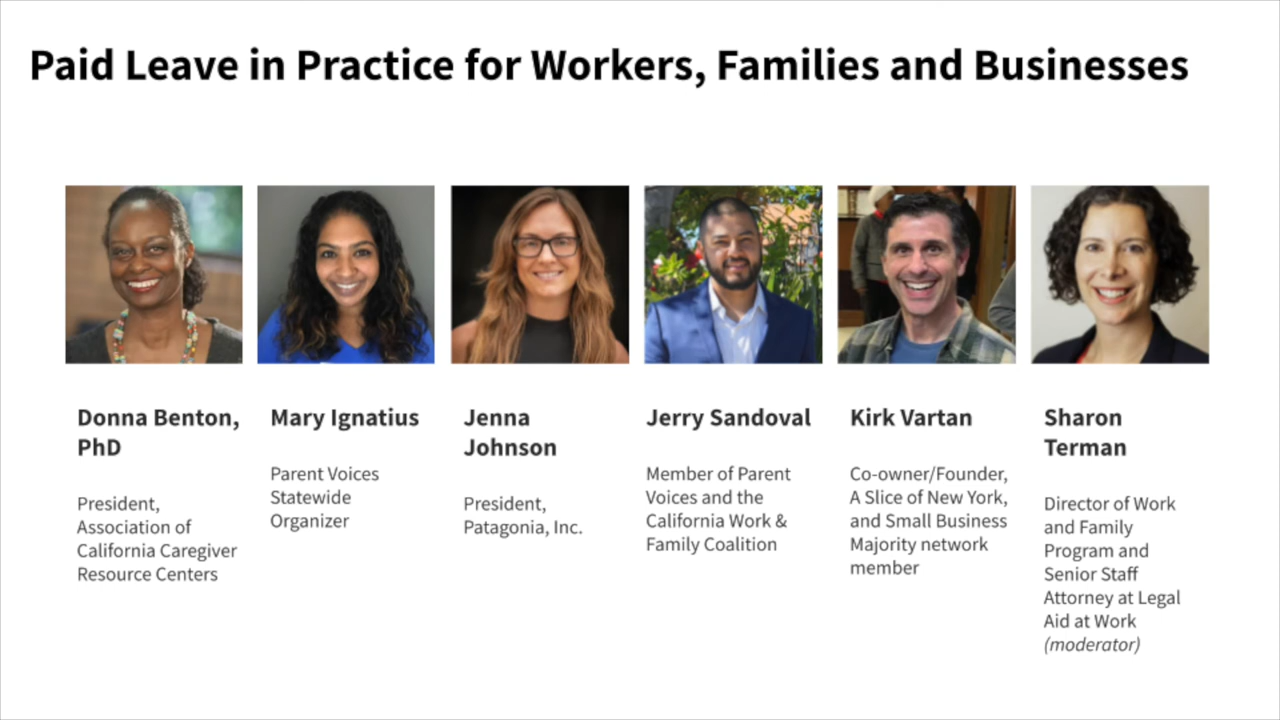 Paid Leave in Practice for Workers, Families and Businesses
Donna Benton,
PhD
President,
Association of
California Caregiver
Resource Centers
Mary Ignatius
Parent Voices
Statewide
Organizer
Jenna
Johnson
President,
Patagonia, Inc.
Jerry Sandoval
Member of Parent
Voices and the
California Work &
Family Coalition
Kirk Vartan
Co-owner/Founder,
A Slice of New York,
and Small Business
Majority network
member
Sharon
Terman
Director of Work
and Family
Program and
Senior Staff
Attorney at Legal
Aid at Work
(moderator)